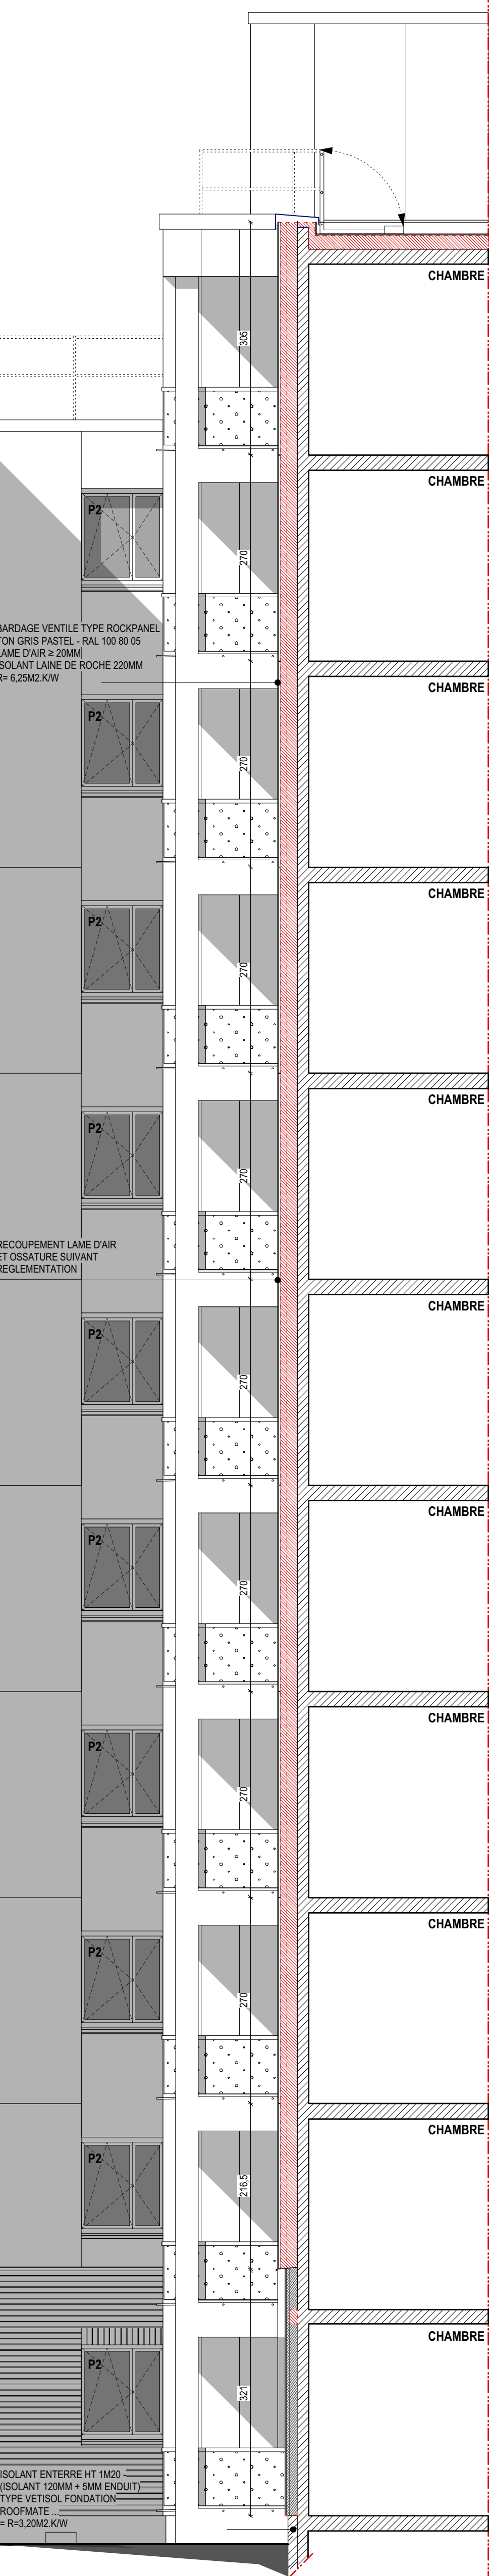 CHAMBRE
305
CHAMBRE
P2
270
BARDAGE VENTILE TYPE ROCKPANEL
TON GRIS PASTEL - RAL 100 80 05
LAME D'AIR ≥ 20MM
ISOLANT LAINE DE ROCHE 220MM
R= 6,25M2.K/W
CHAMBRE
P2
270
CHAMBRE
P2
270
CHAMBRE
P2
270
RECOUPEMENT LAME D'AIR
ET OSSATURE SUIVANT
REGLEMENTATION
CHAMBRE
P2
270
CHAMBRE
P2
270
CHAMBRE
P2
270
CHAMBRE
P2
270
CHAMBRE
P2
216,5
CHAMBRE
P2
321
ISOLANT ENTERRE HT 1M20 -
(ISOLANT 120MM + 5MM ENDUIT)
TYPE VETISOL FONDATION
ROOFMATE ...
= R=3,20M2.K/W